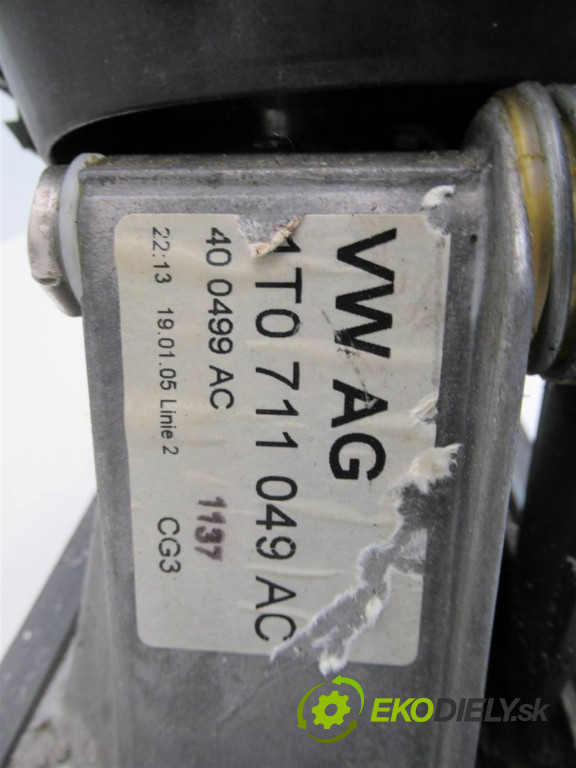 VW AG
1T0 711 049 AC
40 0499 AC
1137
22:13 19.01.05 Linie 2 CG3
EKODIELY.sk